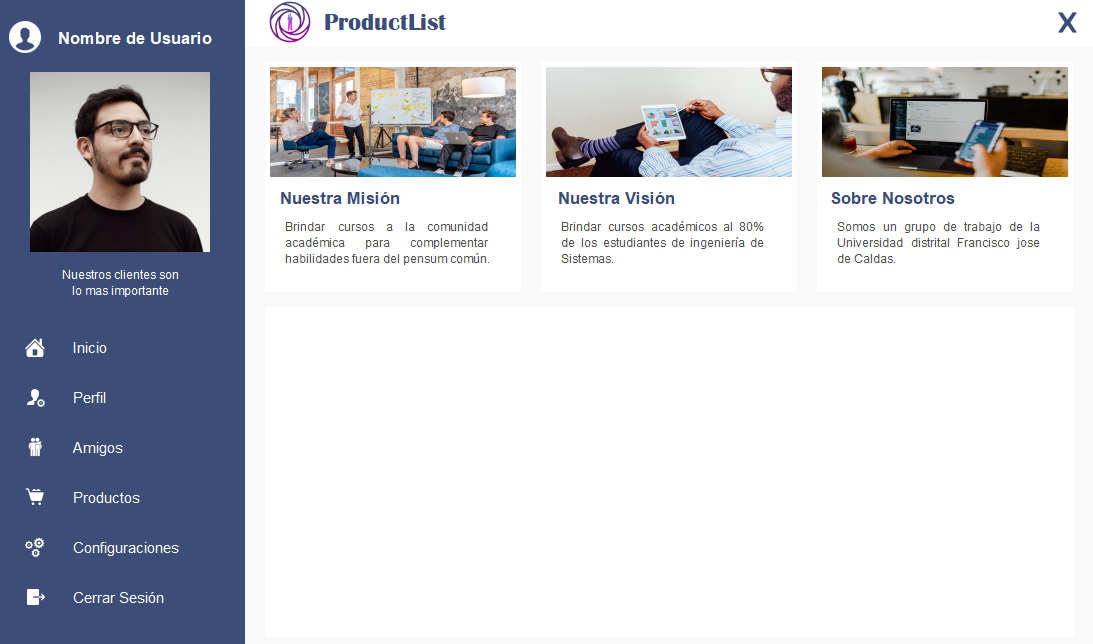 Nombre de Usuario
Nuestros clientes son
lo mas importante
Inicio
Perfil
Amigos
Productos
Configuraciones
Cerrar Sesión
ProductList
X
Nuestra Misión
Brindar cursos a la comunidad
académica para complementar
habilidades fuera del pensum común.
Nuestra Visión
Brindar cursos académicos al 80%
de los estudiantes de ingeniería de
Sistemas.
Sobre Nosotros
Somos un grupo de trabajo de la
Universidad distrital Francisco jose
de Caldas.